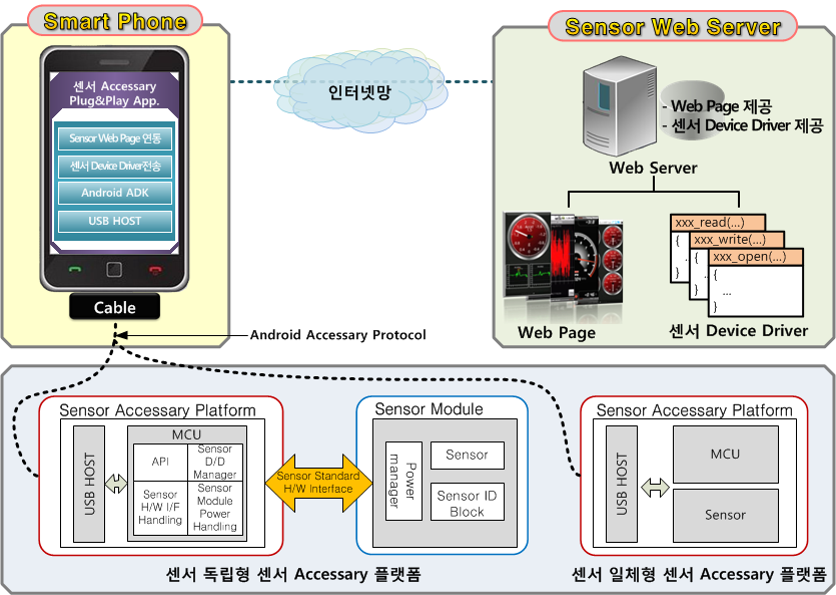 Smart Phone
센서 Accessary
Plug&Play App.
Sensor Web Page 연동
센서 Device Driver전송
Android ADK
USB HOST
Cable
인터넷망
Sensor Web Server
- Web Page 제공
- 센서 Device Driver 제공
Web Server
Web Page
xxx_read(...)
{
}
xxx_write(...)
{
}
xxx_open(...)
{
...
}
센서 Device Driver
Android Accessary Protocol
Sensor Accessary Platform
USB HOST
MCU
API
Sensor
D/D
Manager
Sensor
H/W I/F
Handling
Sensor
Module
Power
Handling
Sensor Standard
H/W Interface
Sensor Module
Power
manager
Sensor
Sensor ID
Block
센서 독립형 센서 Accessary 플랫폼
Sensor Accessary Platform
USB HOST
MCU
Sensor
센서 일체형 센서 Accessary 플랫폼